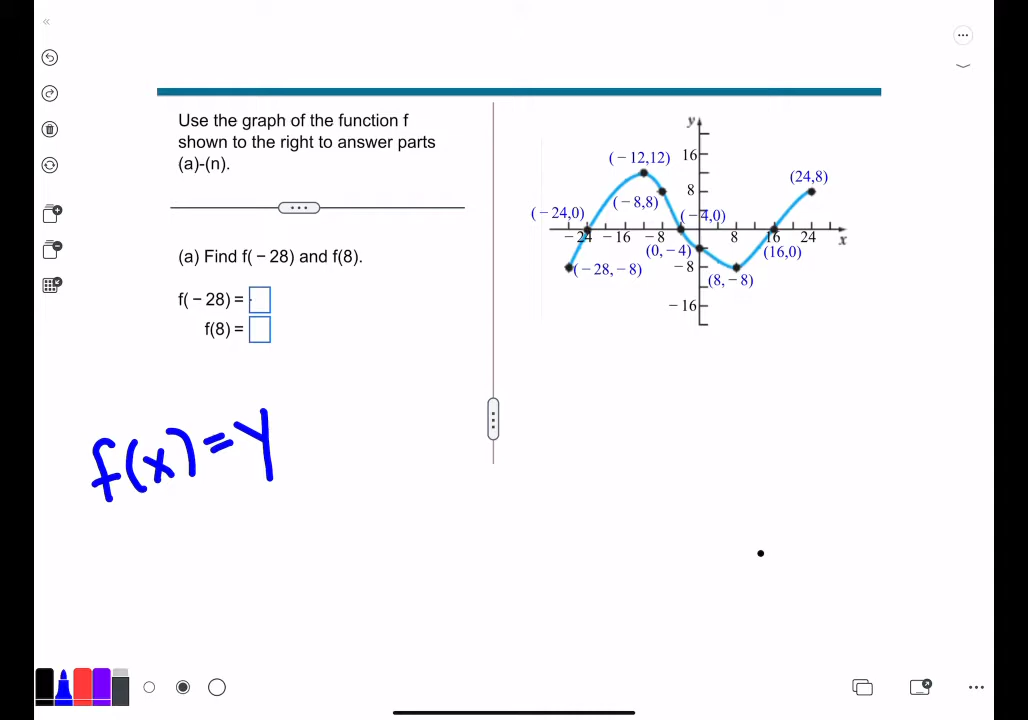 Use the graph of the function f
shown to the right to answer parts
(a)-(n).
(a) Find f( − 28) and f(8).
f( − 28) =
f(8) =
f(x) = y
y
(− 12,12) 16
(24,8)
8
(− 8,8)
(− 24,0) (− 4,0)
− 24 − 16 − 8 8 16 24 x
(0, − 4) (16,0)
(− 28, − 8) − 8 (8, − 8)
− 16